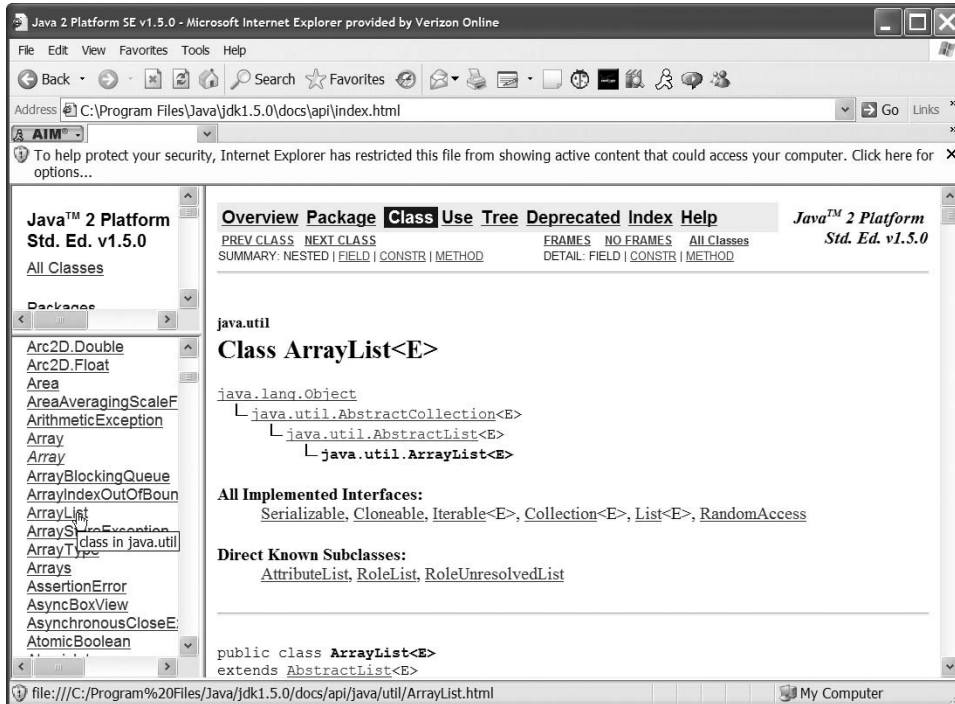 Java 2 Platform SE v1.5.0 - Microsoft Internet Explorer provided by Verizon Online
File Edit View Favorites Tools Help
Back Search Favorites
Address C:\Program Files\Java\jdk1.5.0\docs\api\index.html Go Links »
AIM® »
To help protect your security, Internet Explorer has restricted this file from showing active content that could access your computer. Click here for
options...
Java™ 2 Platform
Std. Ed. v1.5.0
All Classes
Packages
Arc2D.Double
Arc2D.Float
Area
AreaAveragingScaleF
ArithmeticException
Array
Array
ArrayBlockingQueue
ArrayIndexOutOfBoun
ArrayList
ArrayStoreException
class in java.util
ArrayType
Arrays
AssertionError
AsyncBoxView
AsynchronousCloseE
AtomicBoolean
Overview Package Class Use Tree Deprecated Index Help
Java™ 2 Platform
Std. Ed. v1.5.0
PREV CLASS NEXT CLASS
FRAMES NO FRAMES All Classes
SUMMARY: NESTED | FIELD | CONSTR | METHOD
DETAIL: FIELD | CONSTR | METHOD
java.util
Class ArrayList<E>
java.lang.Object
java.util.AbstractCollection<E>
java.util.AbstractList<E>
java.util.ArrayList<E>
All Implemented Interfaces:
Serializable, Cloneable, Iterable<E>, Collection<E>, List<E>, RandomAccess
Direct Known Subclasses:
AttributeList, RoleList, RoleUnresolvedList
public class ArrayList<E>
extends AbstractList<E>
file:///C:/Program%20Files/Java/jdk1.5.0/docs/api/java/util/ArrayList.html
My Computer